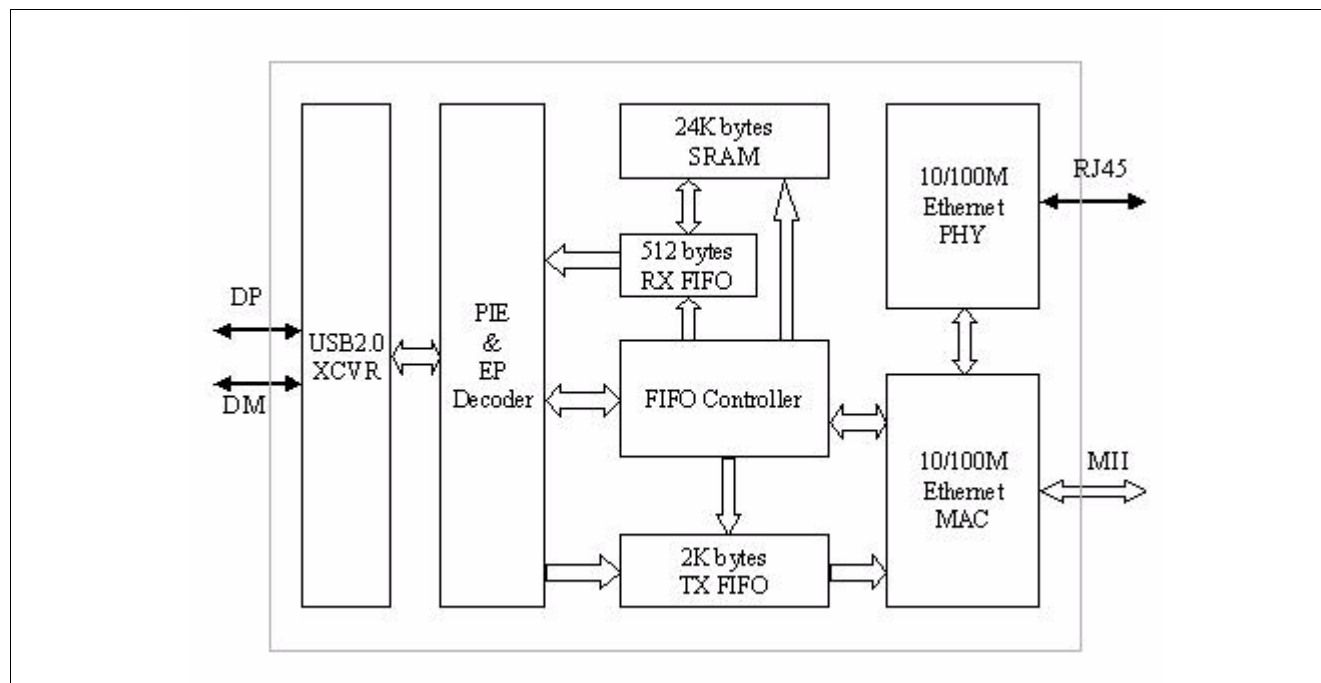 24K bytes
SRAM
10/100M
Ethernet
PHY
RJ45
512 bytes
RX FIFO
DP
USB2.0
XCVR
DM
PIE
&
EP
Decoder
FIFO Controller
10/100M
Ethernet
MAC
MII
2K bytes
TX FIFO